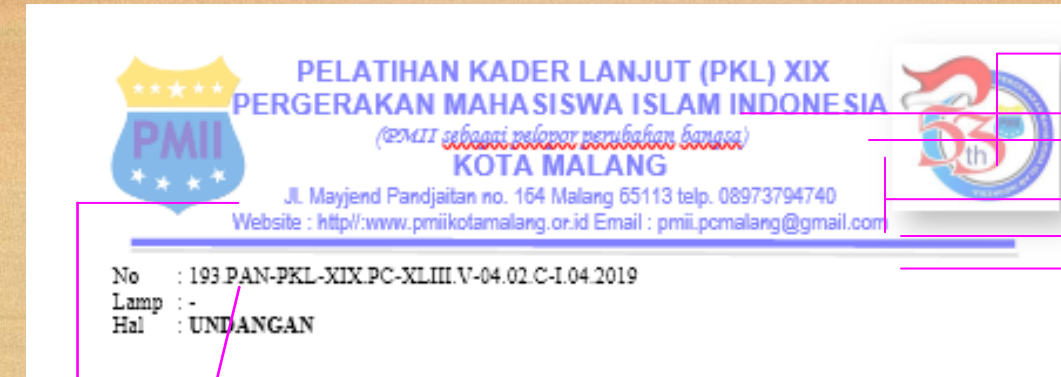 PELATIHAN KADER LANJUT (PKL) XIX
PERGERAKAN MAHASISWA ISLAM INDONESIA
(PMII sebagai pelopor perubahan bangsa)
KOTA MALANG
Jl. Mayjend Pandjaitan no. 164 Malang 65113 telp. 08973794740
Website : http//:www.pmiikotamalang.or.id Email : pmii.pcmalang@gmail.com
PMII
53
th
No : 193.PAN-PKL-XIX.PC-XLIII.V-04.02.C-I.04.2019
Lamp : -
Hal : UNDANGAN